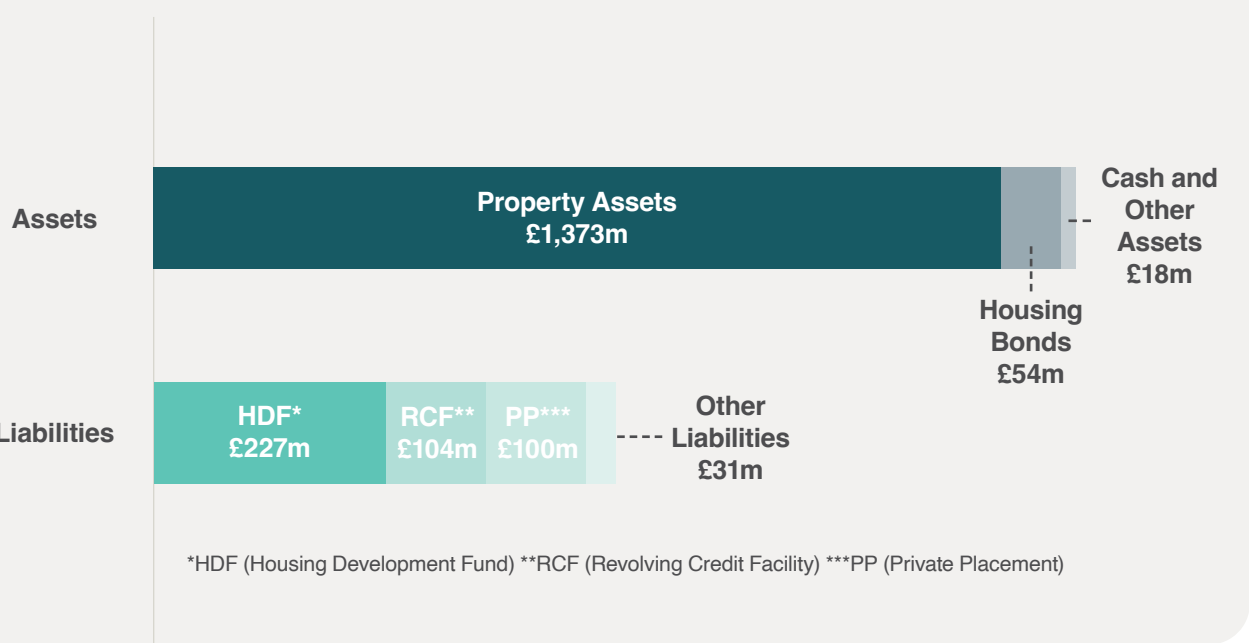 Assets
Property Assets
£1,373m
Cash and
Other
Assets
£18m
Housing
Bonds
£54m
Liabilities
HDF*
£227m
RCF**
£104m
PP***
£100m
Other
Liabilities
£31m
*HDF (Housing Development Fund) **RCF (Revolving Credit Facility) ***PP (Private Placement)